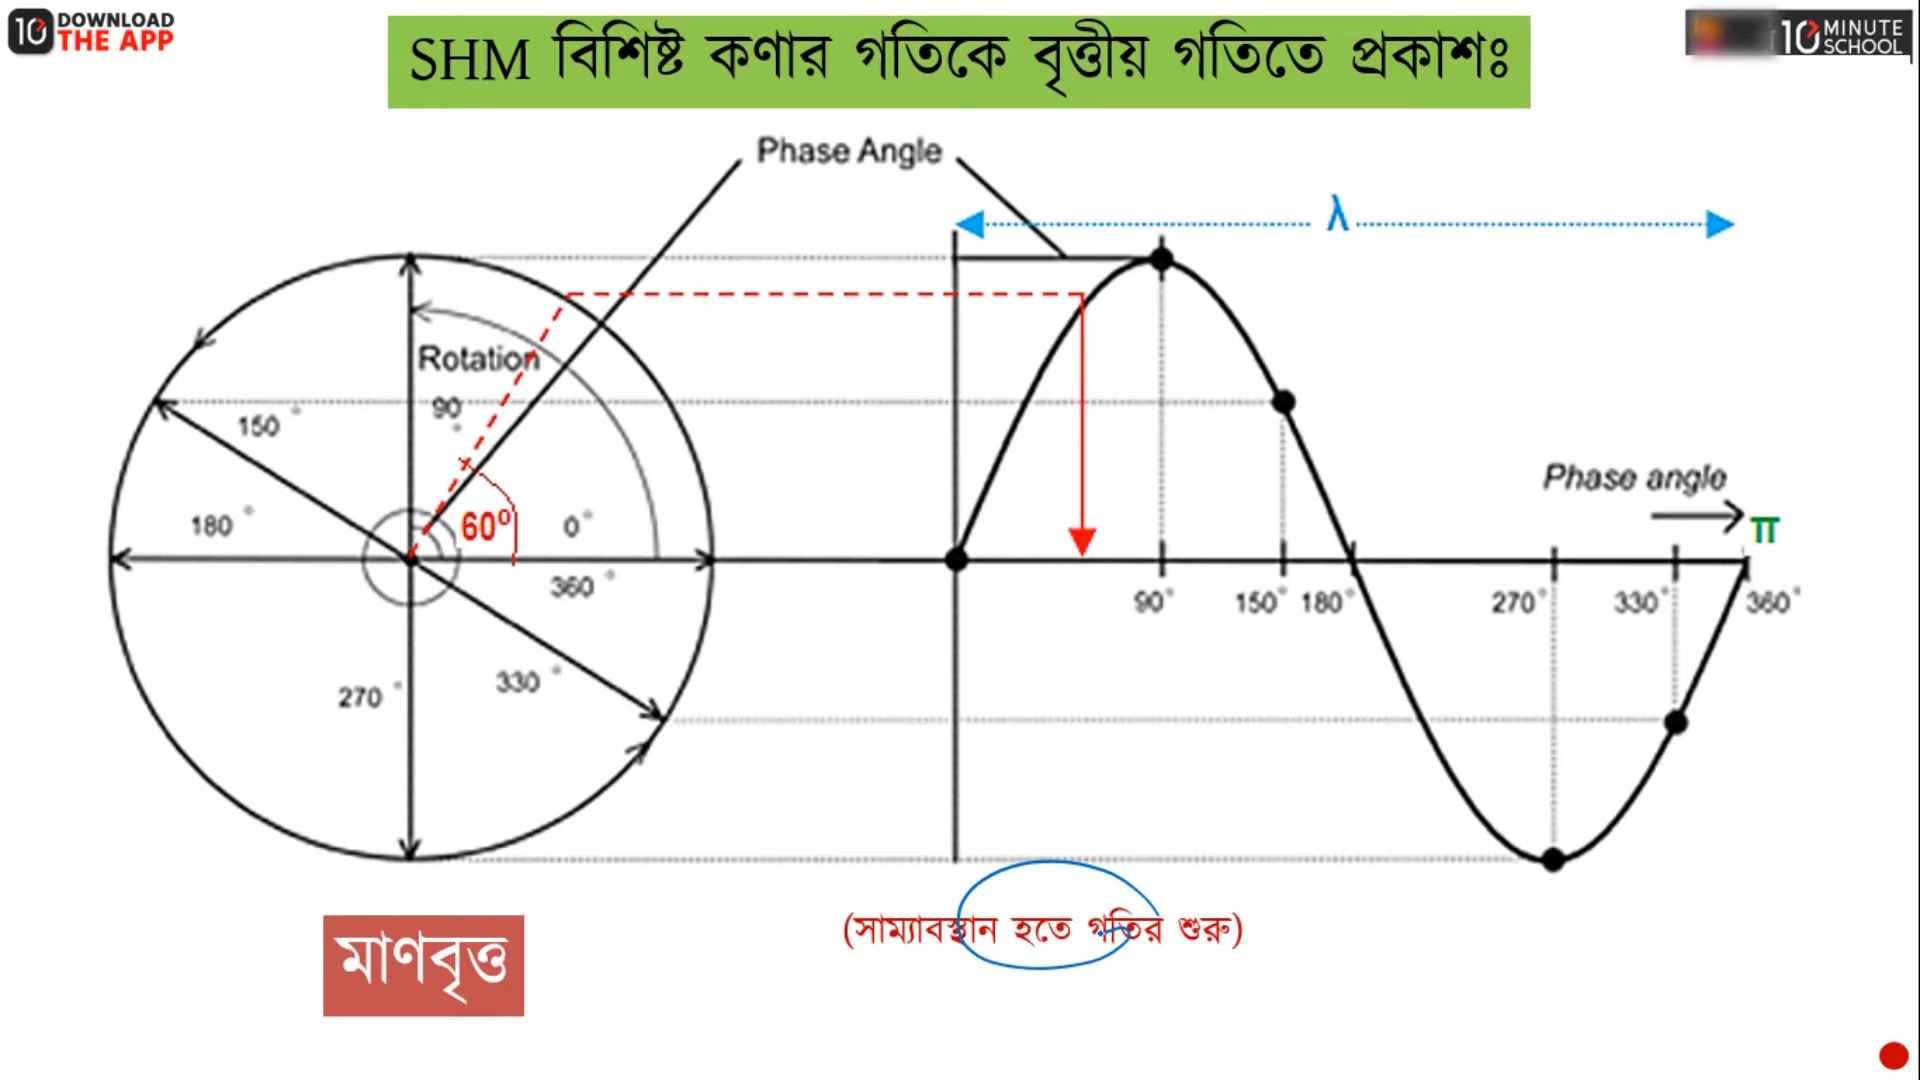 DOWNLOAD
THE APP
SHM বিশিষ্ট কণার গতিকে বৃত্তীয় গতিতে প্রকাশঃ
10 MINUTE
SCHOOL
Phase Angle
λ
Rotation
90°
150°
180°
60°
0°
360°
270°
330°
Phase angle
π
90° 150° 180° 270° 330° 360°
(সাম্যাবস্থান হতে গতির শুরু)
মাণবৃত্ত